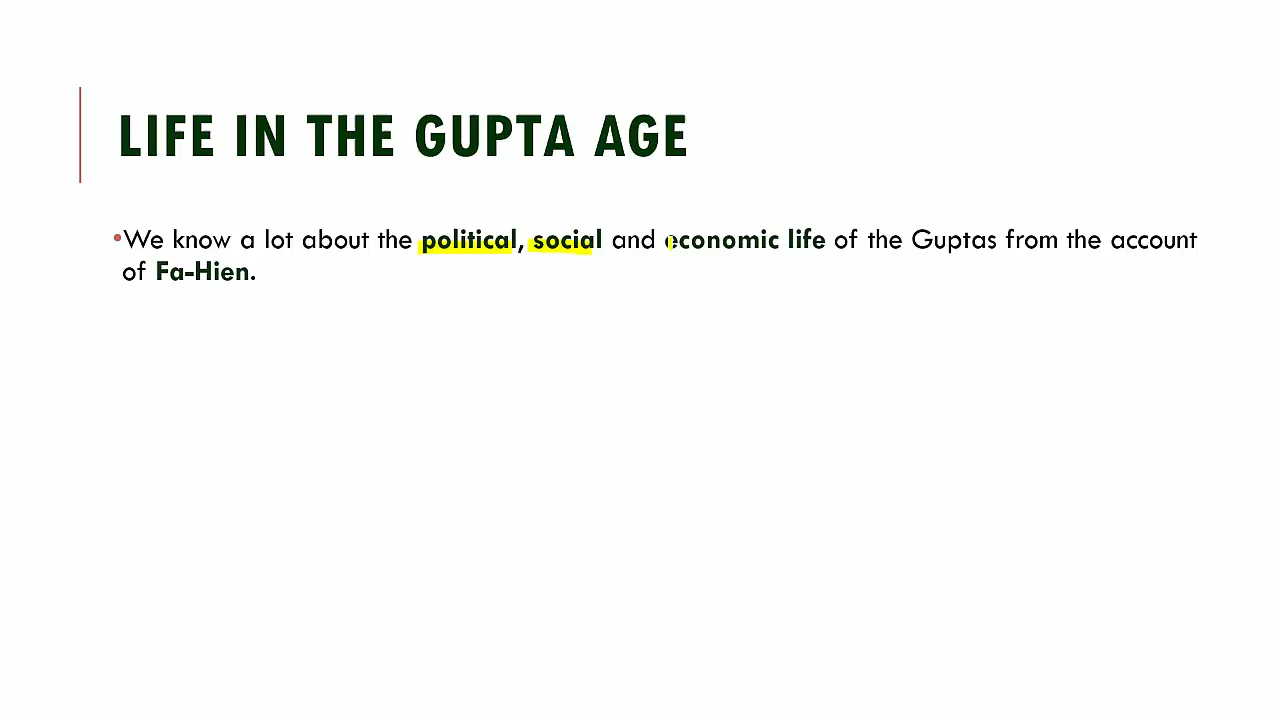 LIFE IN THE GUPTA AGE
•We know a lot about the political, social and economic life of the Guptas from the account
of Fa-Hien.